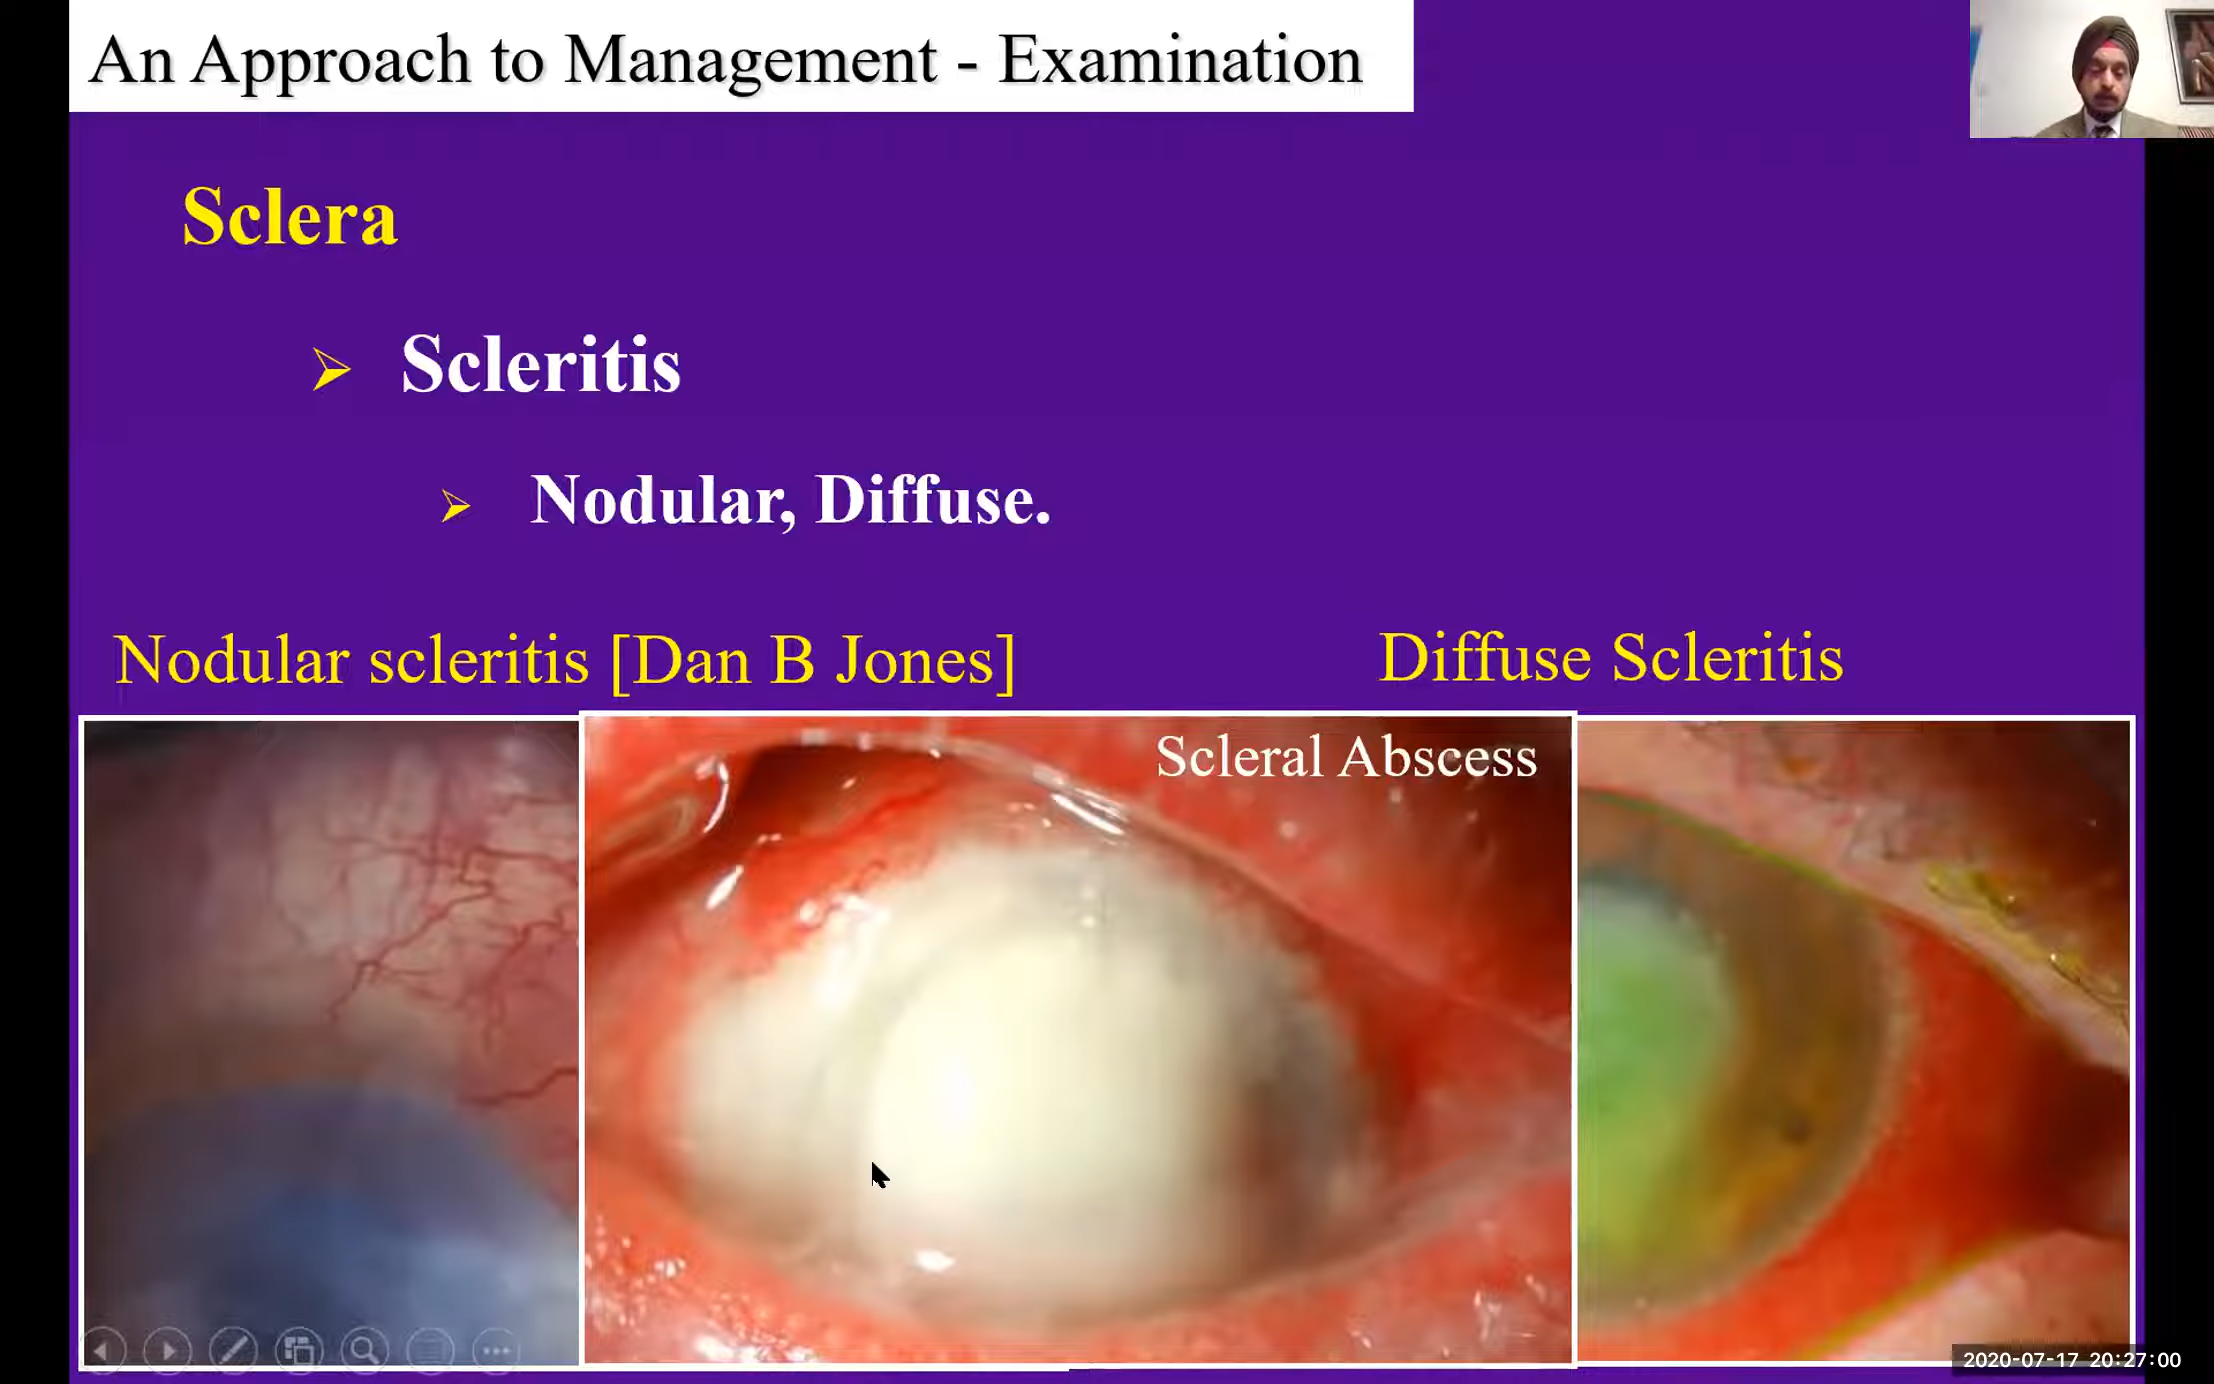 An Approach to Management - Examination
Sclera
Scleritis
Nodular, Diffuse.
Nodular scleritis [Dan B Jones]
Diffuse Scleritis
Scleral Abscess
2020-07-17 20:27:00